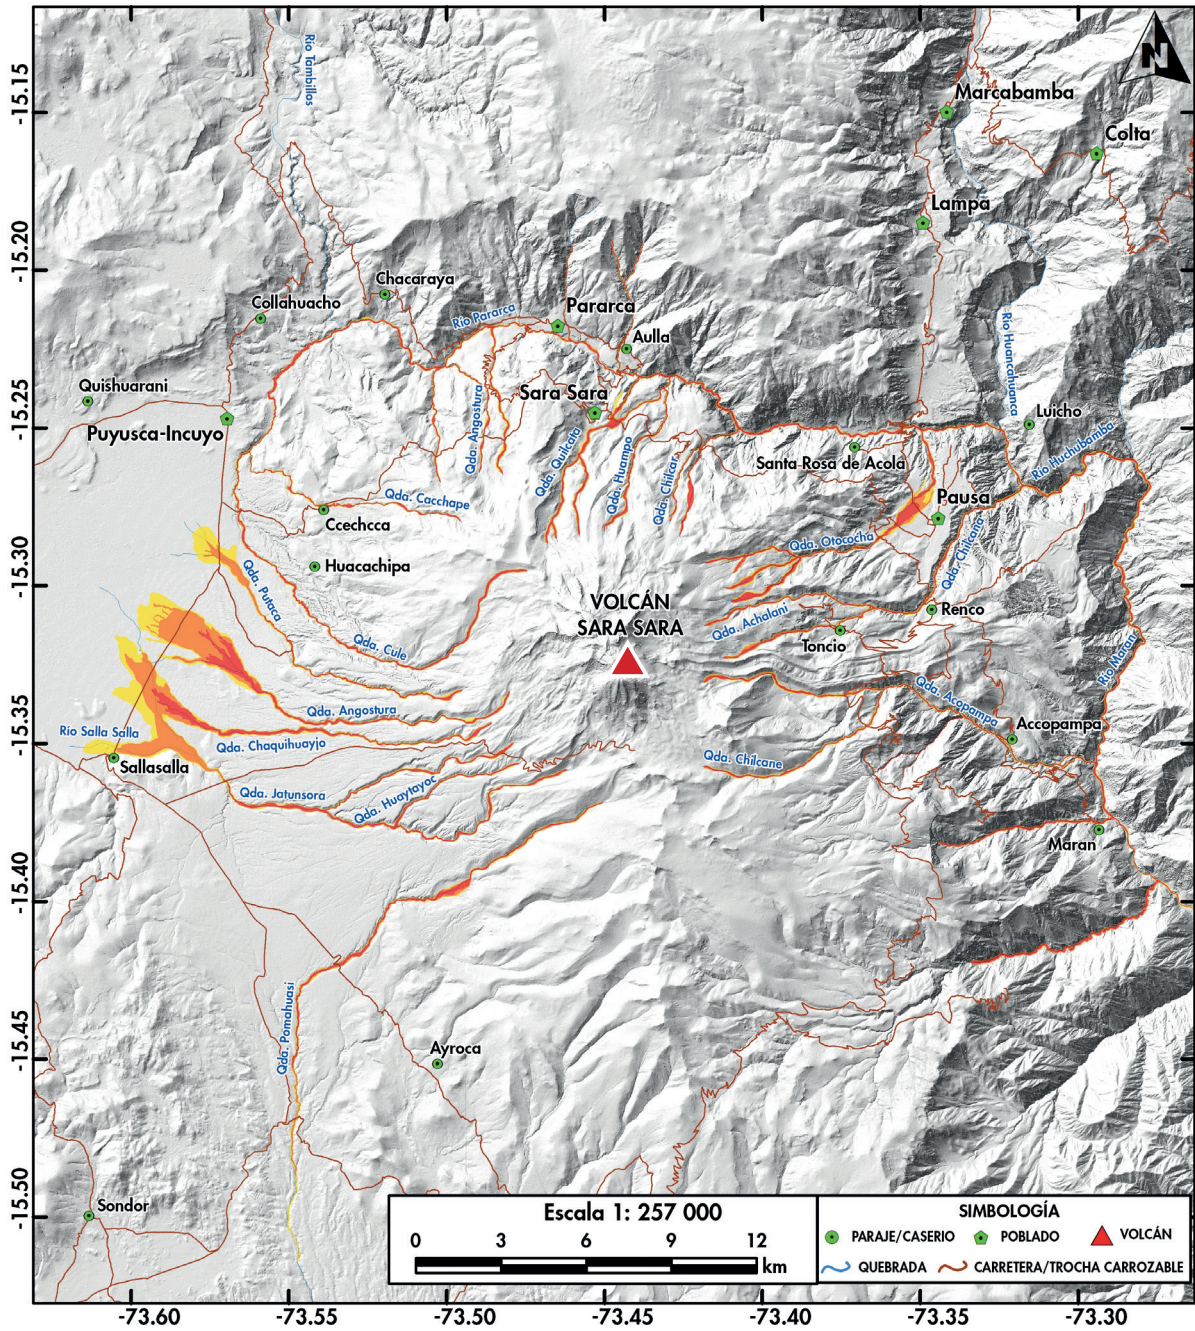 N
Río Tambillos
Marcabamba
Colta
Lampa
Chacaraya
Collahuacho
Río Pararca
Pararca
Aulla
Río Huancahuanca
Quishuarani
Sara Sara
Luicho
Puyusca-Incuyo
Qda. Angostura
Qda. Quilcata
Qda. Huampo
Qda. Chilcar
Santa Rosa de Acola
Río Huchubamba
Qda. Cacchape
Pausa
Ccechcca
Qda. Otococha
Qda. Chilcana
Huacachipa
Qda. Putaca
VOLCÁN
SARA SARA
Qda. Achalani
Renco
Toncio
Qda. Cule
Río Maran
Qda. Angostura
Qda. Acopampa
Accopampa
Río Salla Salla
Qda. Chaquihuayjo
Sallasalla
Qda. Chilcane
Qda. Jatunsora
Qda. Huaytayoc
Maran
Qda. Pomahuasi
Ayroca
Sondor
-15.15
-15.20
-15.25
-15.30
-15.35
-15.40
-15.45
-15.50
Escala 1: 257 000
0 3 6 9 12
km
SIMBOLOGÍA
PARAJE/CASERIO POBLADO VOLCÁN
QUEBRADA CARRETERA/TROCHA CARROZABLE
-73.60 -73.55 -73.50 -73.45 -73.40 -73.35 -73.30